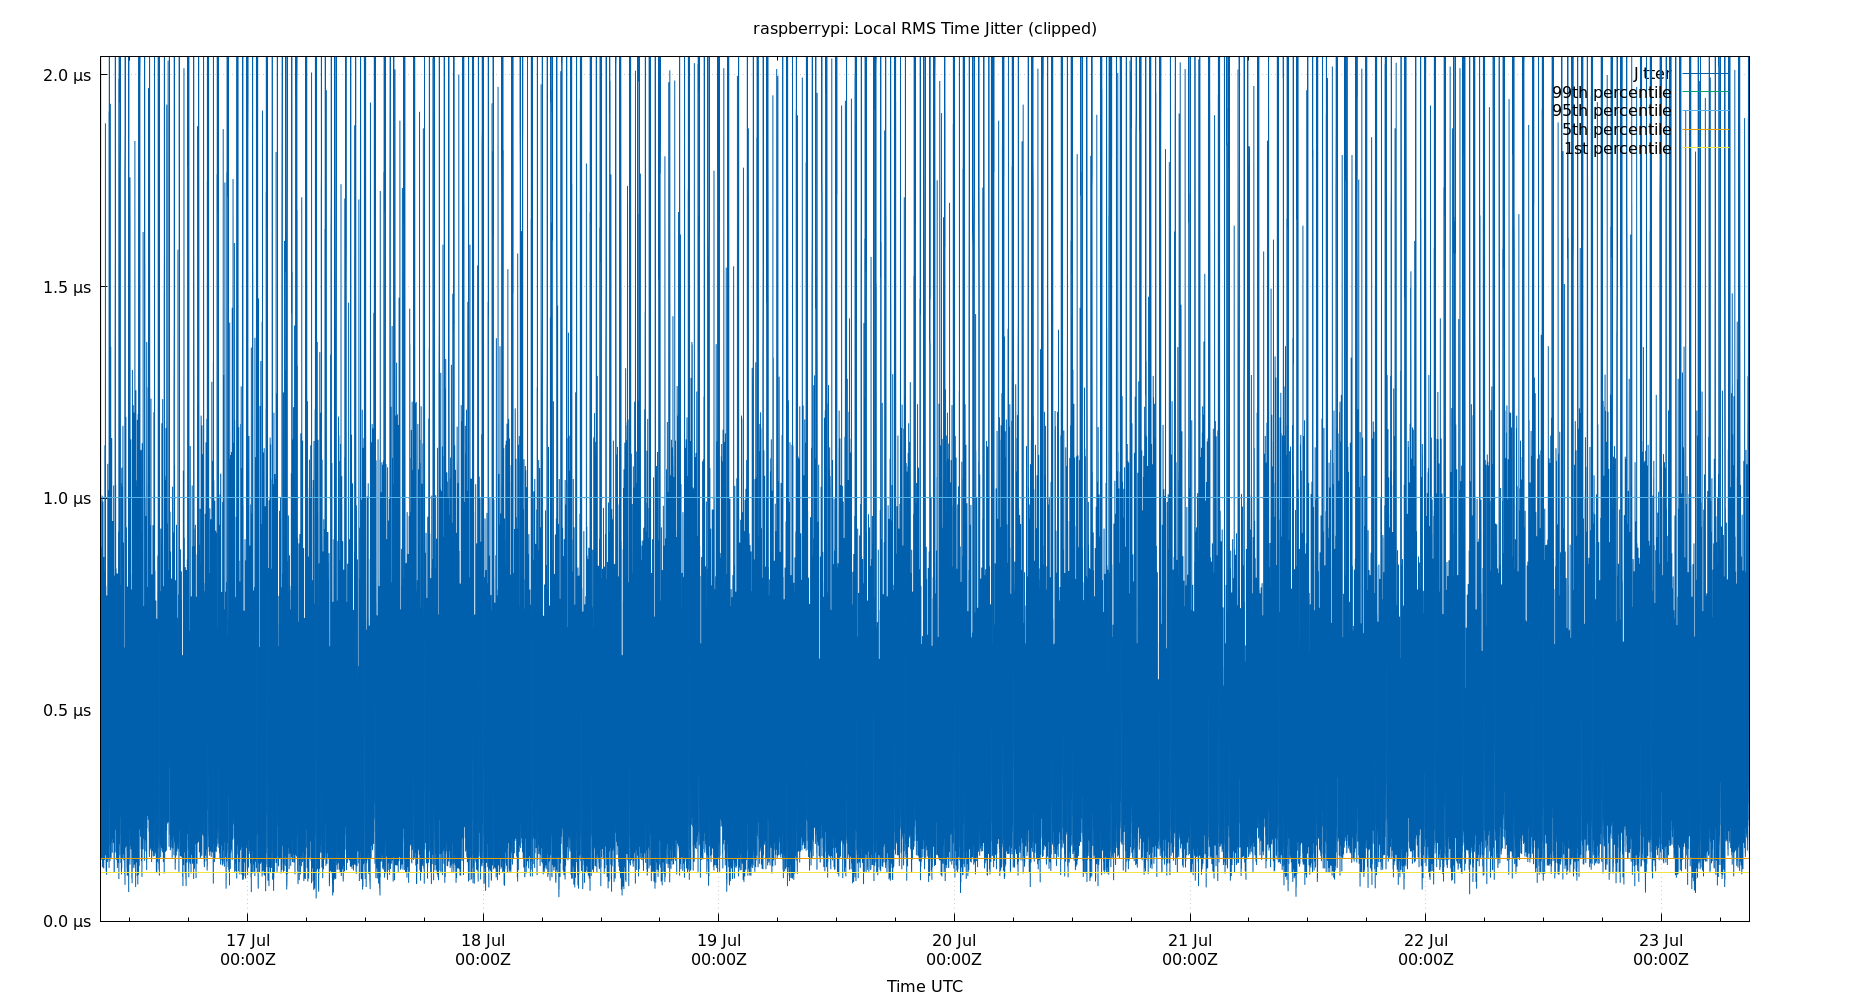 raspberrypi: Local RMS Time Jitter (clipped)
2.0 µs
1.5 µs
1.0 µs
0.5 µs
0.0 µs
Jitter
99th percentile
95th percentile
5th percentile
1st percentile
17 Jul
00:00Z
18 Jul
00:00Z
19 Jul
00:00Z
20 Jul
00:00Z
21 Jul
00:00Z
22 Jul
00:00Z
23 Jul
00:00Z
Time UTC